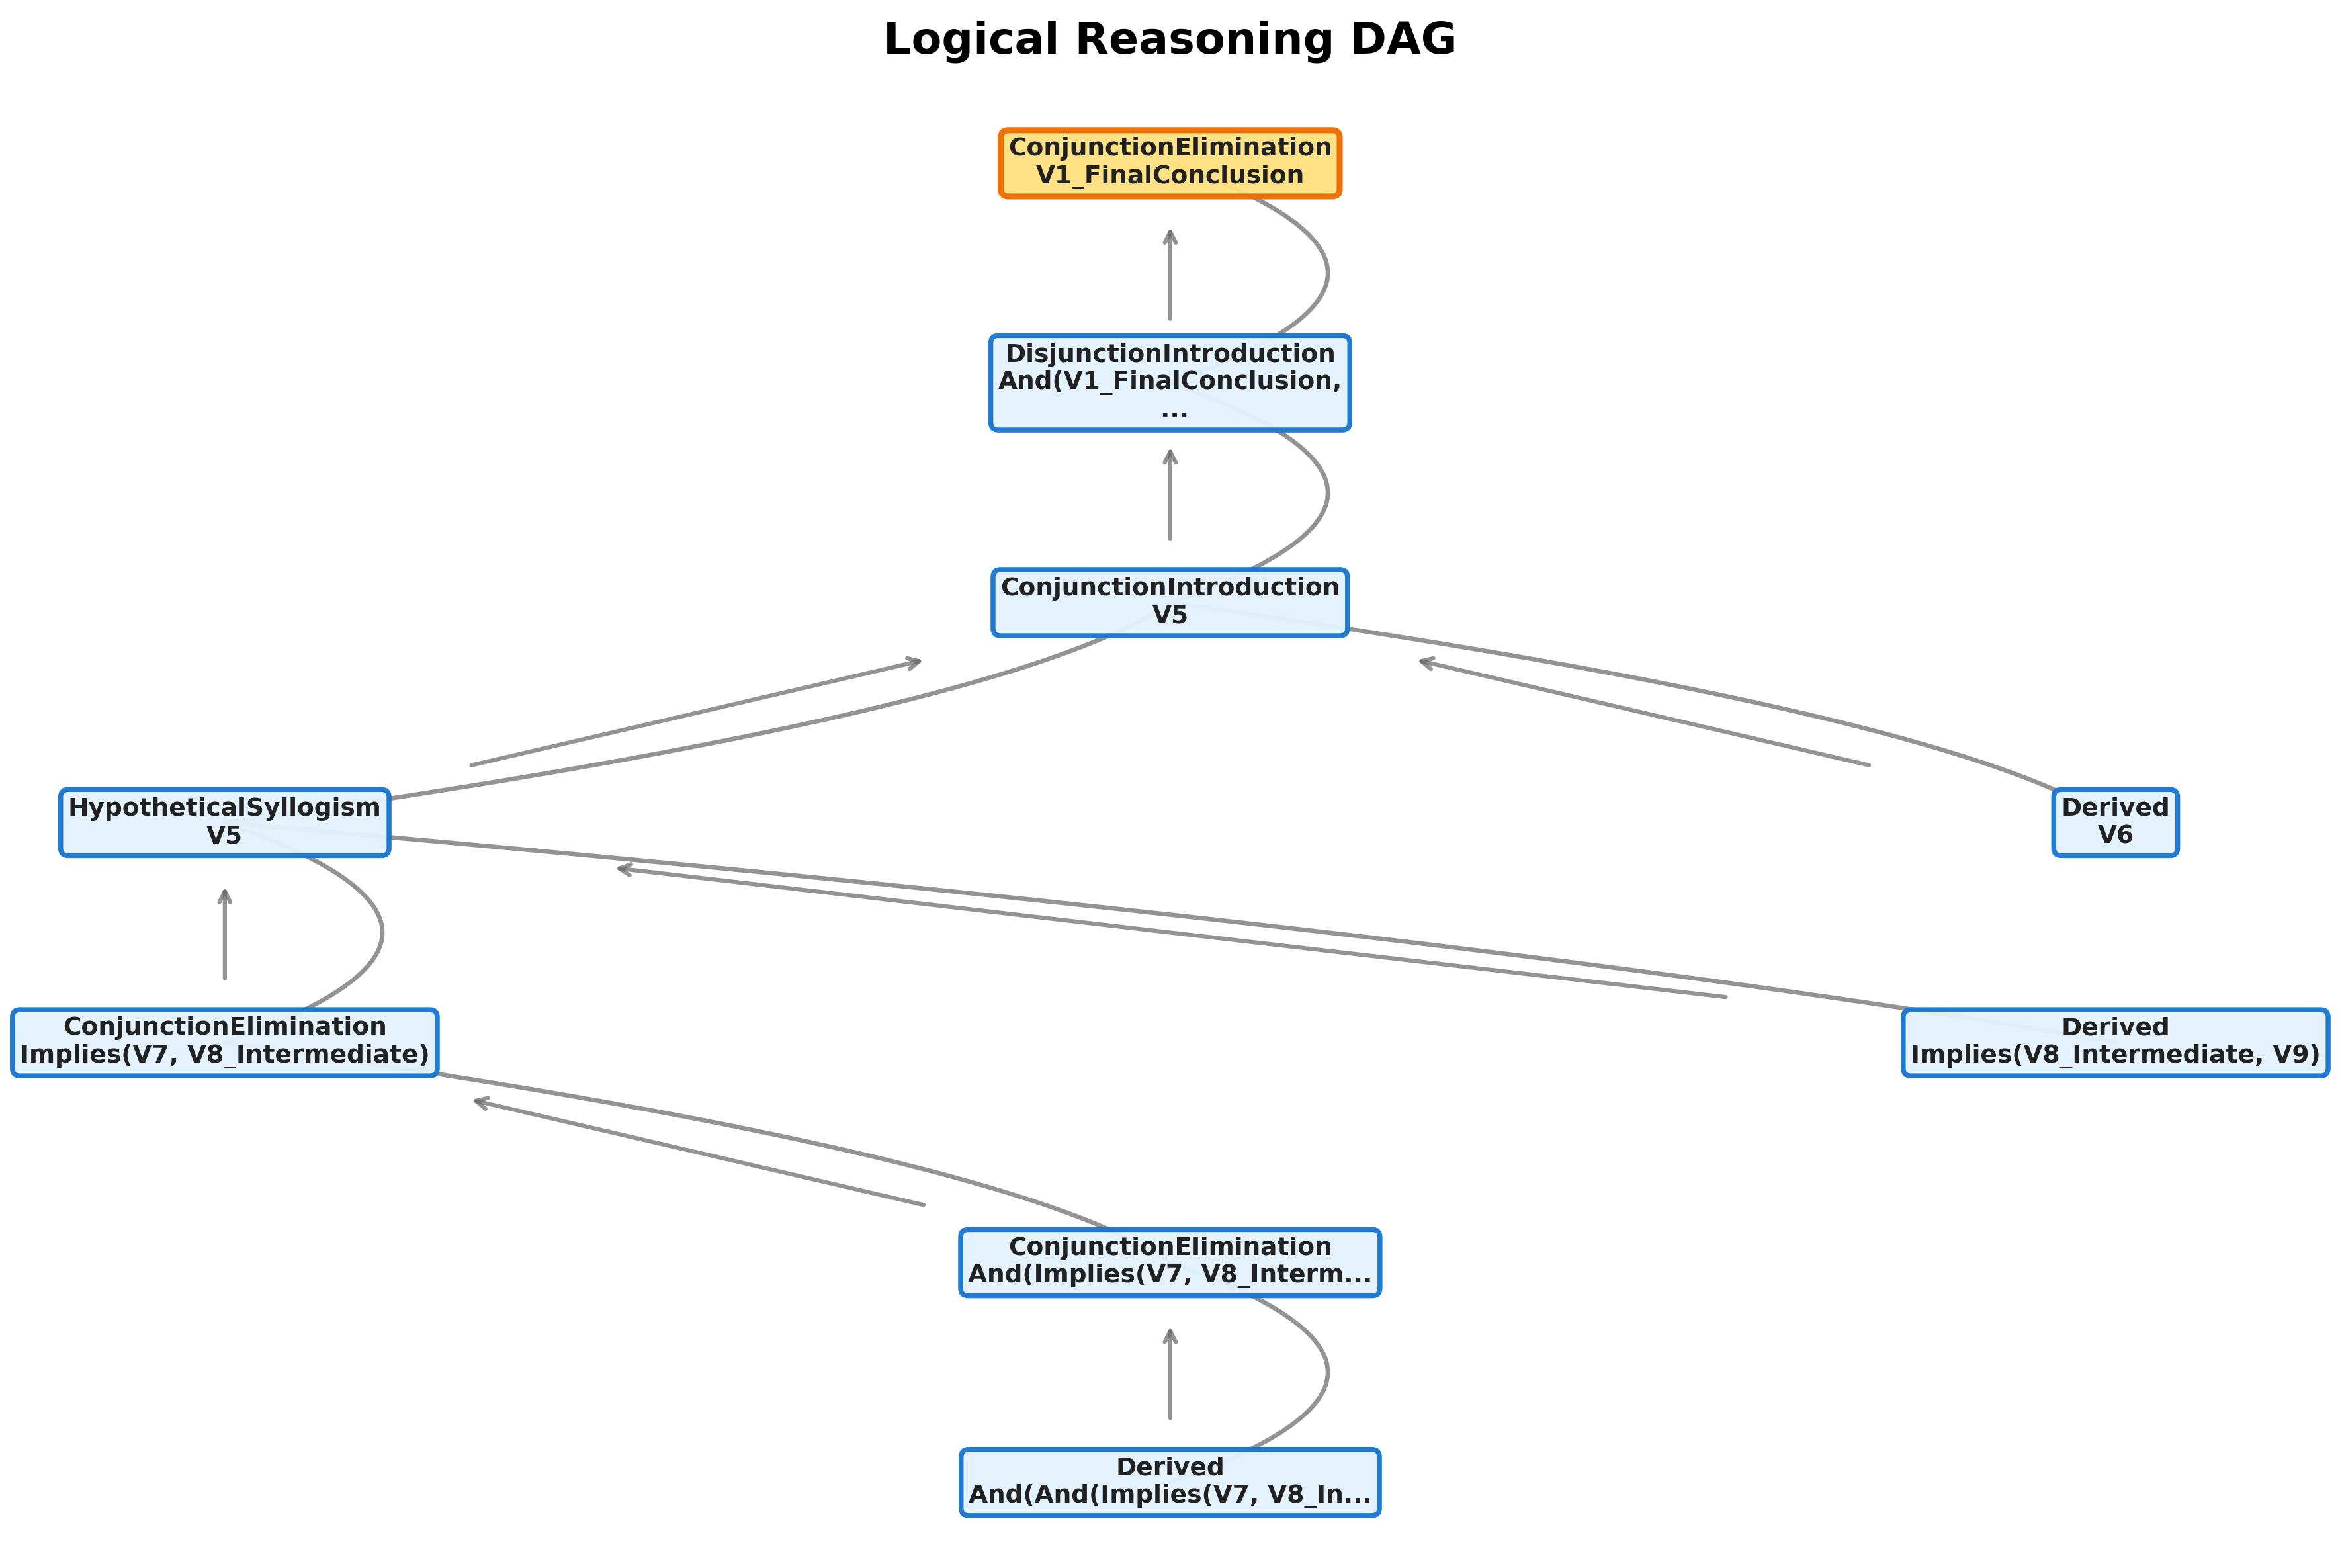 Logical Reasoning DAG
ConjunctionElimination
V1_FinalConclusion
DisjunctionIntroduction
And(V1_FinalConclusion,
...
ConjunctionIntroduction
V5
HypotheticalSyllogism
V5
Derived
V6
ConjunctionElimination
Implies(V7, V8_Intermediate)
Derived
Implies(V8_Intermediate, V9)
ConjunctionElimination
And(Implies(V7, V8_Interm...
Derived
And(And(Implies(V7, V8_In...